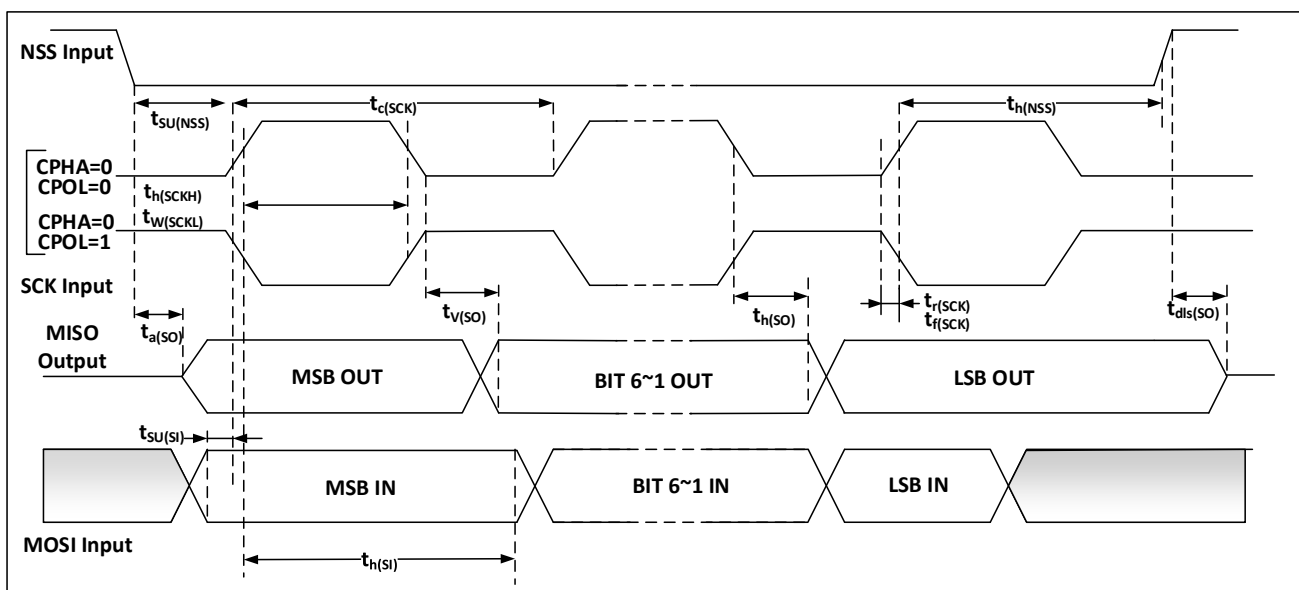 NSS Input
tSU(NSS)
tc(SCK)
th(NSS)
CPHA=0
CPOL=0
th(SCKH)
tW(SCKL)
CPHA=0
CPOL=1
SCK Input
tV(SO)
th(SO)
tr(SCK)
tf(SCK)
tdIs(SO)
ta(SO)
MISO
Output
MSB OUT
BIT 6~1 OUT
LSB OUT
tSU(SI)
MSB IN
BIT 6~1 IN
LSB IN
MOSI Input
th(SI)